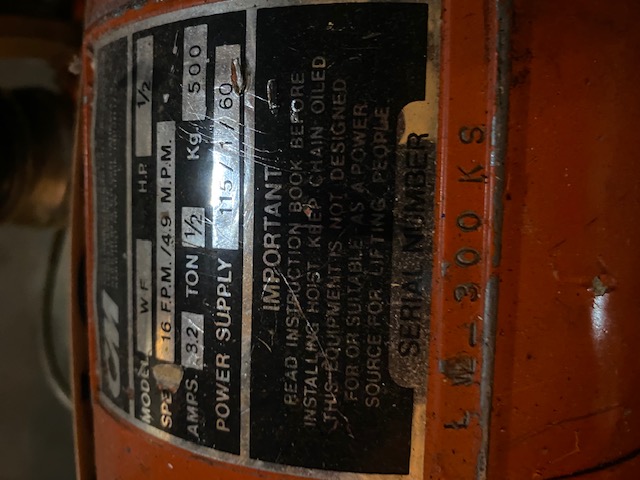 CM
MODEL WF H.P. 1/2
SPEED 16 F.P.M./4.9 M.P.M.
AMPS. 3.2 TON 1/2 Kg 500
POWER SUPPLY 115/1/60
IMPORTANT
READ INSTRUCTION BOOK BEFORE
INSTALLING HOIST KEEP CHAIN OILED
THIS EQUIPMENT IS NOT DESIGNED
FOR OR SUITABLE AS A POWER
SOURCE FOR LIFTING PEOPLE.
SERIAL NUMBER